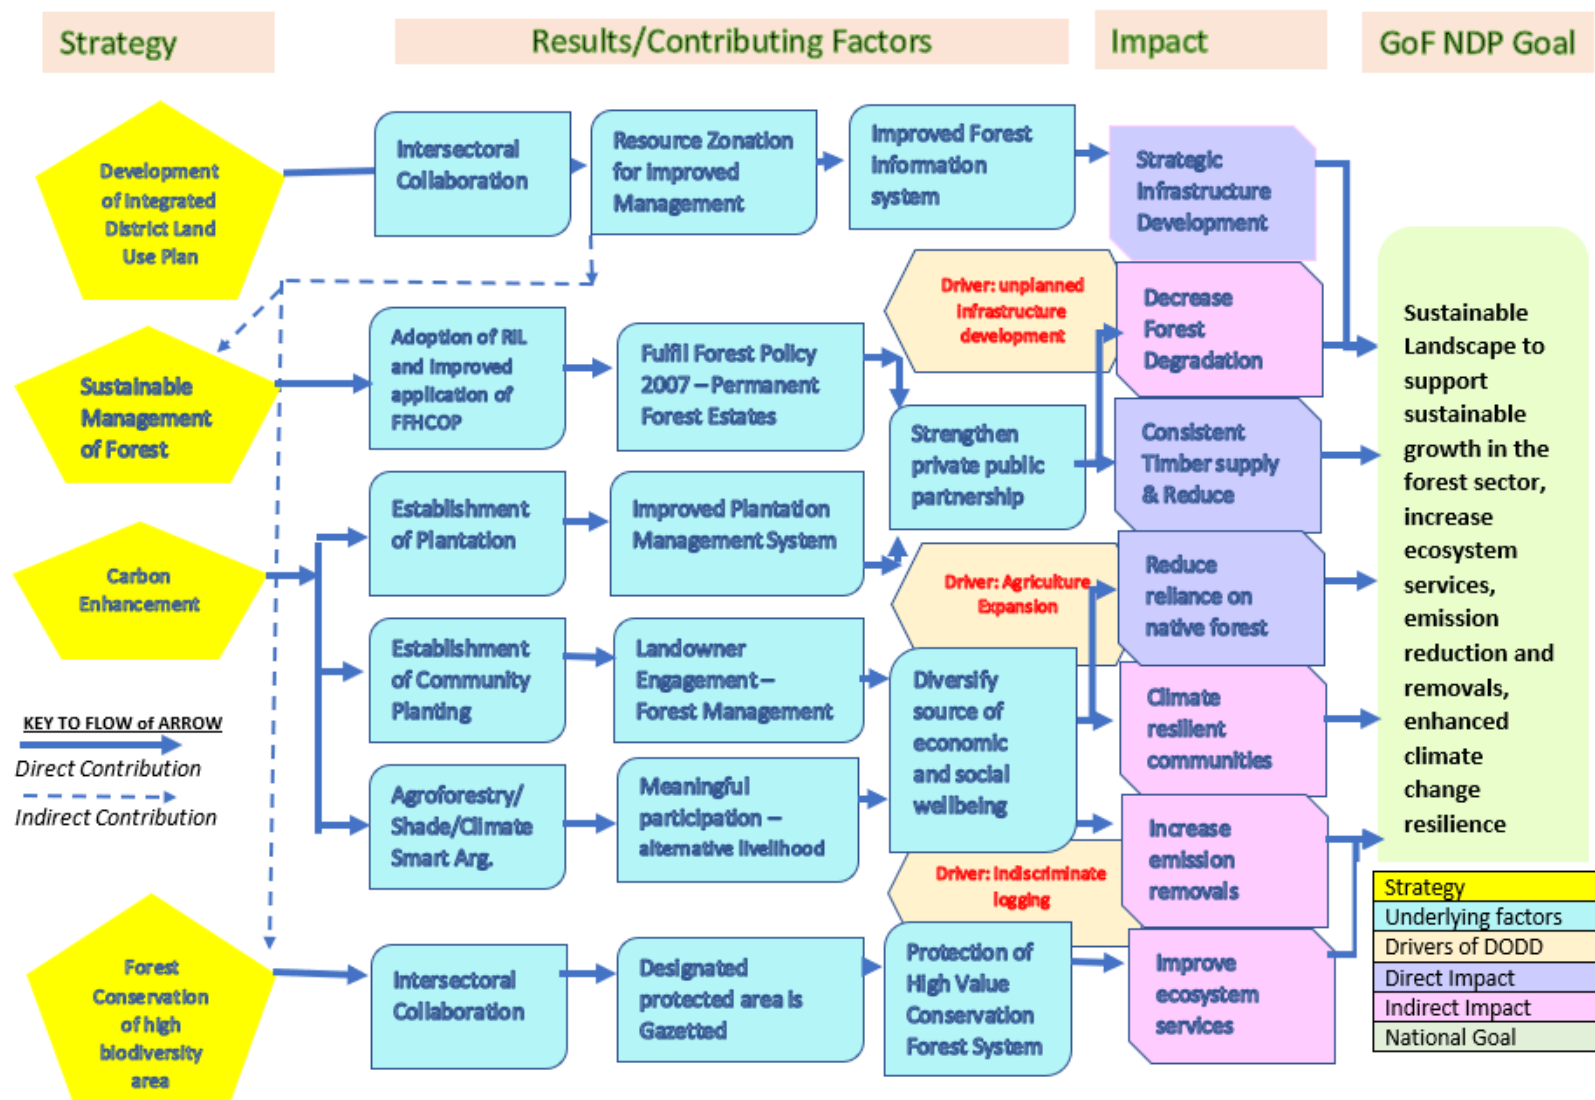 Strategy
Results/Contributing Factors
Impact
GoF NDP Goal
Development
of Integrated
District Land
Use Plan
Intersectoral
Collaboration
Resource Zonation
for Improved
Management
Improved Forest
information
system
Strategic
Infrastructure
Development
Driver: unplanned
infrastructure
development
Decrease
Forest
Degradation
Sustainable
Management
of Forest
Adoption of RIL
and improved
application of
FFHCOP
Fulfil Forest Policy
2007 – Permanent
Forest Estates
Strengthen
private public
partnership
Consistent
Timber supply
& Reduce
Carbon
Enhancement
Establishment
of Plantation
Improved Plantation
Management System
Driver: Agriculture
Expansion
Reduce
reliance on
native forest
Establishment
of Community
Planting
Landowner
Engagement –
Forest Management
Diversify
source of
economic
and social
wellbeing
Climate
resilient
communities
KEY TO FLOW of ARROW
Direct Contribution
Indirect Contribution
Agroforestry/
Shade/Climate
Smart Arg.
Meaningful
participation –
alternative livelihood
Increase
emission
removals
Driver: Indiscriminate
logging
Forest
Conservation
of high
biodiversity
area
Intersectoral
Collaboration
Designated
protected area is
Gazetted
Protection of
High Value
Conservation
Forest System
Improve
ecosystem
services
Sustainable
Landscape to
support
sustainable
growth in the
forest sector,
increase
ecosystem
services,
emission
reduction and
removals,
enhanced
climate
change
resilience
Strategy
Underlying factors
Drivers of DODD
Direct Impact
Indirect Impact
National Goal